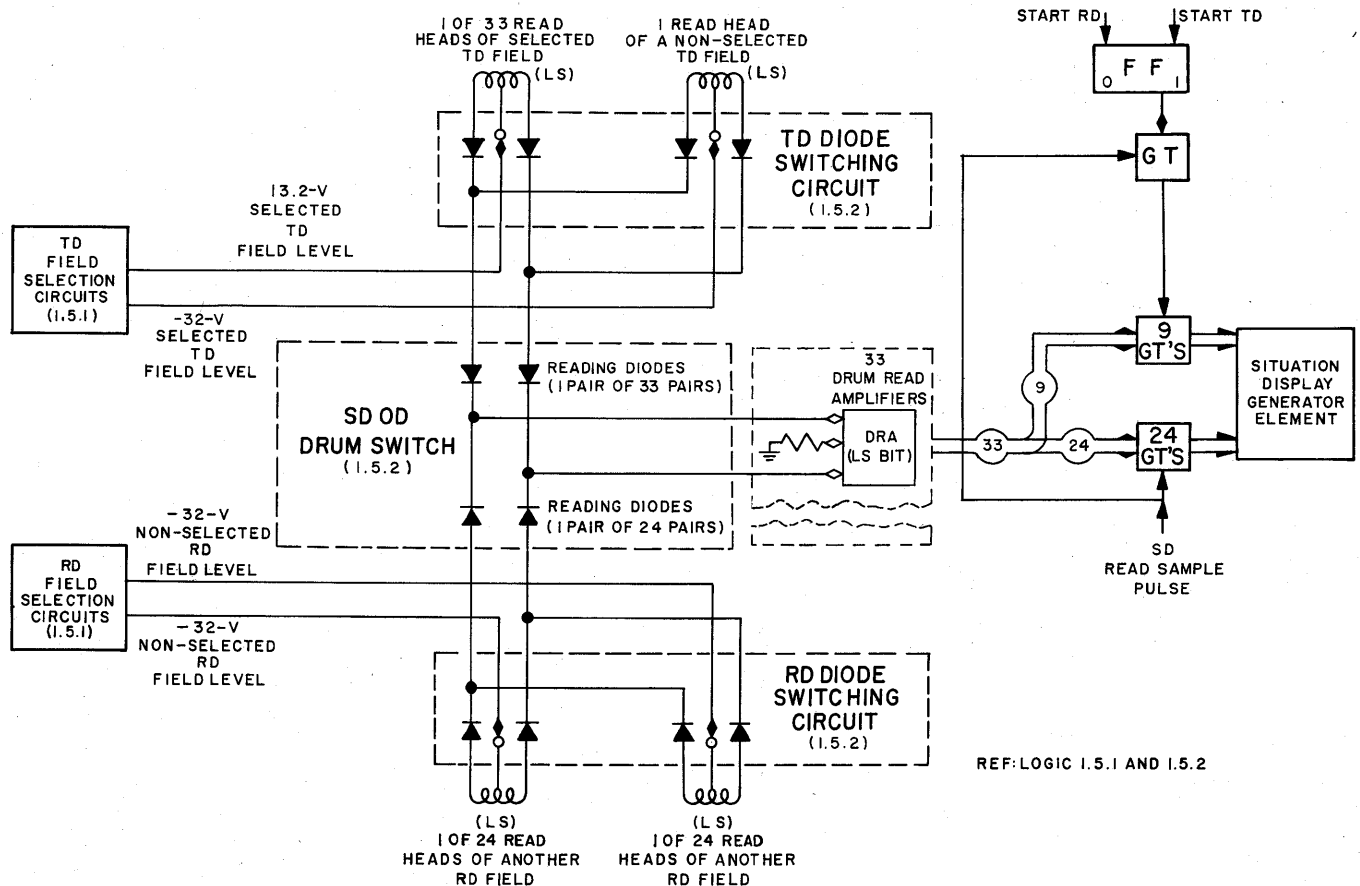 1 OF 33 READ
HEADS OF SELECTED
TD FIELD
(LS)
1 READ HEAD
OF A NON-SELECTED
TD FIELD
(LS)
START RD
START TD
FF
0
1
GT
TD DIODE
SWITCHING
CIRCUIT
(1.5.2)
13.2-V
SELECTED
TD
FIELD LEVEL
TD
FIELD
SELECTION
CIRCUITS
(1.5.1)
-32-V
SELECTED
TD
FIELD LEVEL
SD OD
DRUM SWITCH
(1.5.2)
READING DIODES
(1 PAIR OF 33 PAIRS)
READING DIODES
(1 PAIR OF 24 PAIRS)
33
DRUM READ
AMPLIFIERS
DRA
(LS BIT)
33
9
24
9
GT'S
24
GT'S
SITUATION
DISPLAY
GENERATOR
ELEMENT
SD
READ SAMPLE
PULSE
-32-V
NON-SELECTED
RD
FIELD LEVEL
RD
FIELD
SELECTION
CIRCUITS
(1.5.1)
-32-V
NON-SELECTED
RD
FIELD LEVEL
RD DIODE
SWITCHING
CIRCUIT
(1.5.2)
REF: LOGIC 1.5.1 AND 1.5.2
(LS)
1 OF 24 READ
HEADS OF ANOTHER
RD FIELD
(LS)
1 OF 24 READ
HEADS OF ANOTHER
RD FIELD